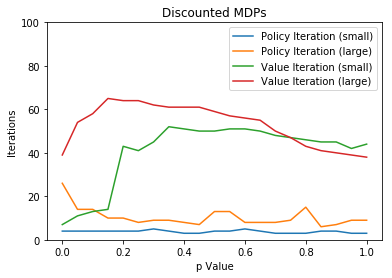 Discounted MDPs
Policy Iteration (small)
Policy Iteration (large)
Value Iteration (small)
Value Iteration (large)
100
80
60
40
20
0
Iterations
0.0 0.2 0.4 0.6 0.8 1.0
p Value